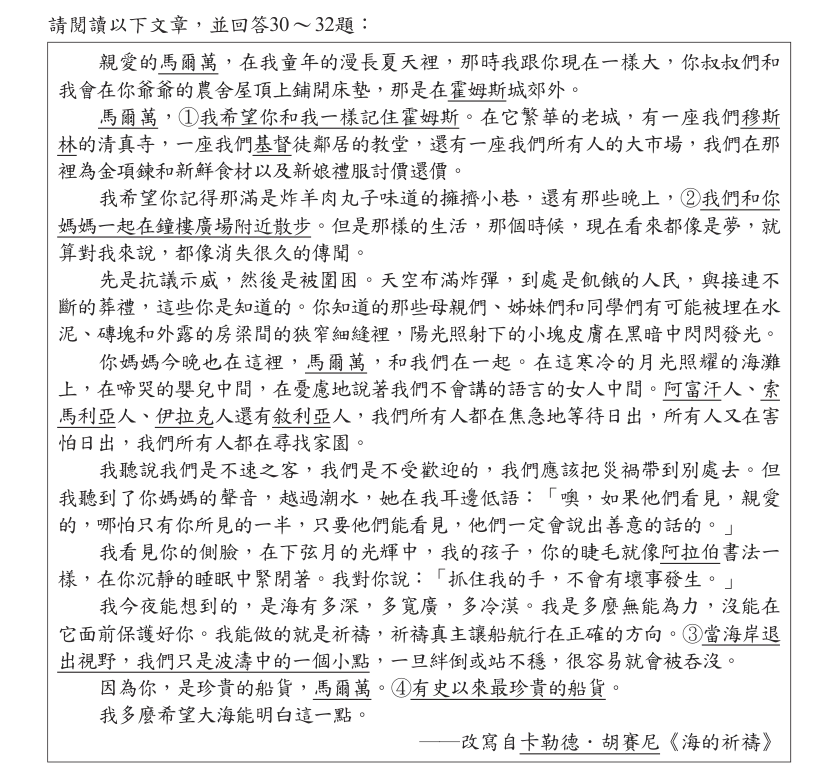 請閱讀以下文章，並回答30～32題：
親愛的馬爾萬，在我童年的漫長夏天裡，那時我跟你現在一樣大，你叔叔們和
我會在你爺爺的農舍屋頂上鋪開床墊，那是在霍姆斯城郊外。
馬爾萬，①我希望你和我一樣記住霍姆斯。在它繁華的老城，有一座我們穆斯
林的清真寺，一座我們基督徒鄰居的教堂，還有一座我們所有人的大市場，我們在那
裡為金項鍊和新鮮食材以及新娘禮服討價還價。
我希望你記得那滿是炸羊肉丸子味道的擁擠小巷，還有那些晚上，②我們和你
媽媽一起在鐘樓廣場附近散步。但是那樣的生活，那個時候，現在看來都像是夢，就
算對我來說，都像消失很久的傳聞。
先是抗議示威，然後是被圍困。天空布滿炸彈，到處是飢餓的人民，與接連不
斷的葬禮，這些你是知道的。你知道的那些母親們、姊妹們和同學們有可能被埋在水
泥、磚塊和外露的房梁間的狹窄細縫裡，陽光照射下的小塊皮膚在黑暗中閃閃發光。
你媽媽今晚也在這裡，馬爾萬，和我們在一起。在這寒冷的月光照耀的海灘
上，在啼哭的嬰兒中間，在憂慮地說著我們不會講的語言的女人中間。阿富汗人、索
馬利亞人、伊拉克人還有敘利亞人，我們所有人都在焦急地等待日出，所有人又在害
怕日出，我們所有人都在尋找家園。
我聽說我們是不速之客，我們是不受歡迎的，我們應該把災禍帶到別處去。但
我聽到了你媽媽的聲音，越過潮水，她在我耳邊低語：「噢，如果他們看見，親愛
的，哪怕只有你所見的一半，只要他們能看見，他們一定會說出善意的話的。」
我看見你的側臉，在下弦月的光輝中，我的孩子，你的睫毛就像阿拉伯書法一
樣，在你沉靜的睡眠中緊閉著。我對你說：「抓住我的手，不會有壞事發生。」
我今夜能想到的，是海有多深，多寬廣，多冷漠。我是多麼無能為力，沒能在
它面前保護好你。我能做的就是祈禱，祈禱真主讓船航行在正確的方向。③當海岸退
出視野，我們只是波濤中的一個小點，一旦絆倒或站不穩，很容易就會被吞沒。
因為你，是珍貴的船貨，馬爾萬。④有史以來最珍貴的船貨。
我多麼希望大海能明白這一點。
——改寫自卡勒德．胡賽尼《海的祈禱》